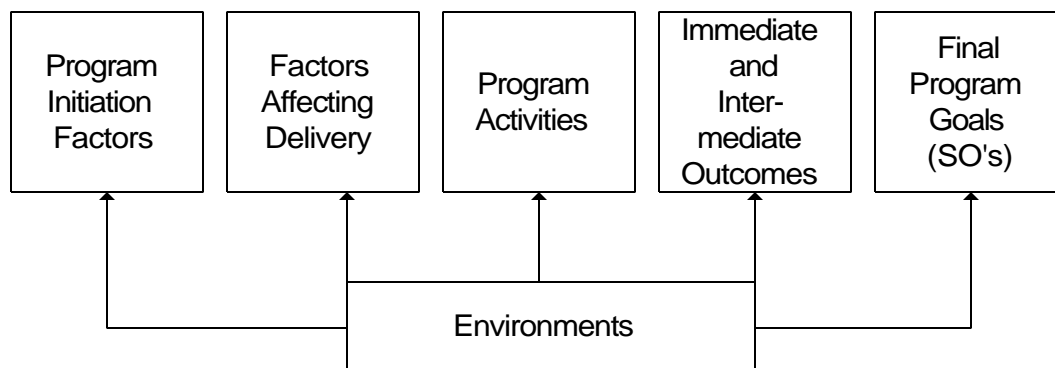 Program
Initiation
Factors
Factors
Affecting
Delivery
Program
Activities
Immediate
and
Inter-
mediate
Outcomes
Final
Program
Goals
(SO's)
Environments